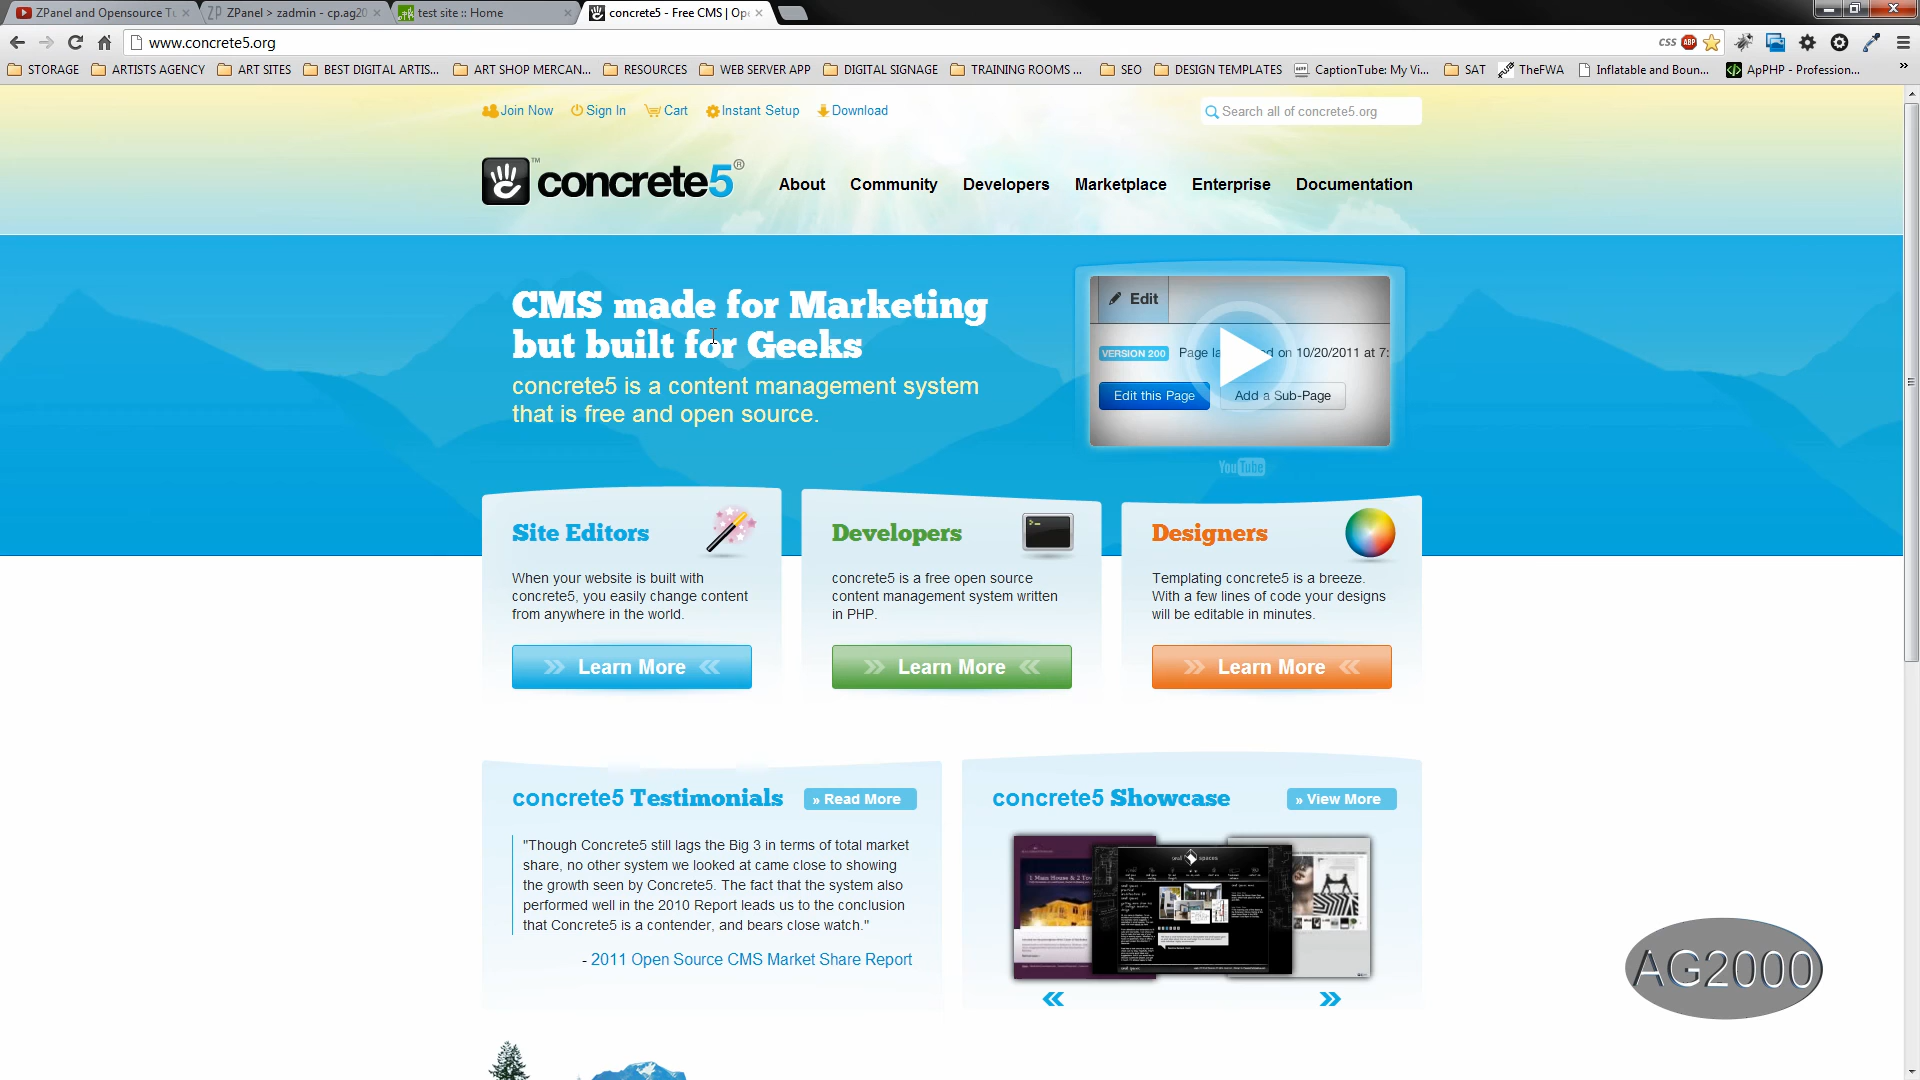 ZPanel and Opensource Tu
ZPanel > zadmin - cp.ag20
test site :: Home
concrete5 - Free CMS | Ope
www.concrete5.org
CSS ABP
STORAGE ARTISTS AGENCY ART SITES BEST DIGITAL ARTIS... ART SHOP MERCAN... RESOURCES WEB SERVER APP DIGITAL SIGNAGE TRAINING ROOMS ... SEO DESIGN TEMPLATES CaptionTube: My Vi... SAT TheFWA Inflatable and Boun... ApPHP - Profession... »
Join Now Sign In Cart Instant Setup Download
Search all of concrete5.org
concrete5®
™
About Community Developers Marketplace Enterprise Documentation
CMS made for Marketing
but built for Geeks
concrete5 is a content management system
that is free and open source.
Edit
VERSION 200 Page la d on 10/20/2011 at 7:
Edit this Page Add a Sub-Page
YouTube
Site Editors
When your website is built with
concrete5, you easily change content
from anywhere in the world.
Learn More
Developers
concrete5 is a free open source
content management system written
in PHP.
Learn More
Designers
Templating concrete5 is a breeze.
With a few lines of code your designs
will be editable in minutes.
Learn More
concrete5 Testimonials » Read More
"Though Concrete5 still lags the Big 3 in terms of total market
share, no other system we looked at came close to showing
the growth seen by Concrete5. The fact that the system also
performed well in the 2010 Report leads us to the conclusion
that Concrete5 is a contender, and bears close watch."
- 2011 Open Source CMS Market Share Report
concrete5 Showcase » View More
AG2000